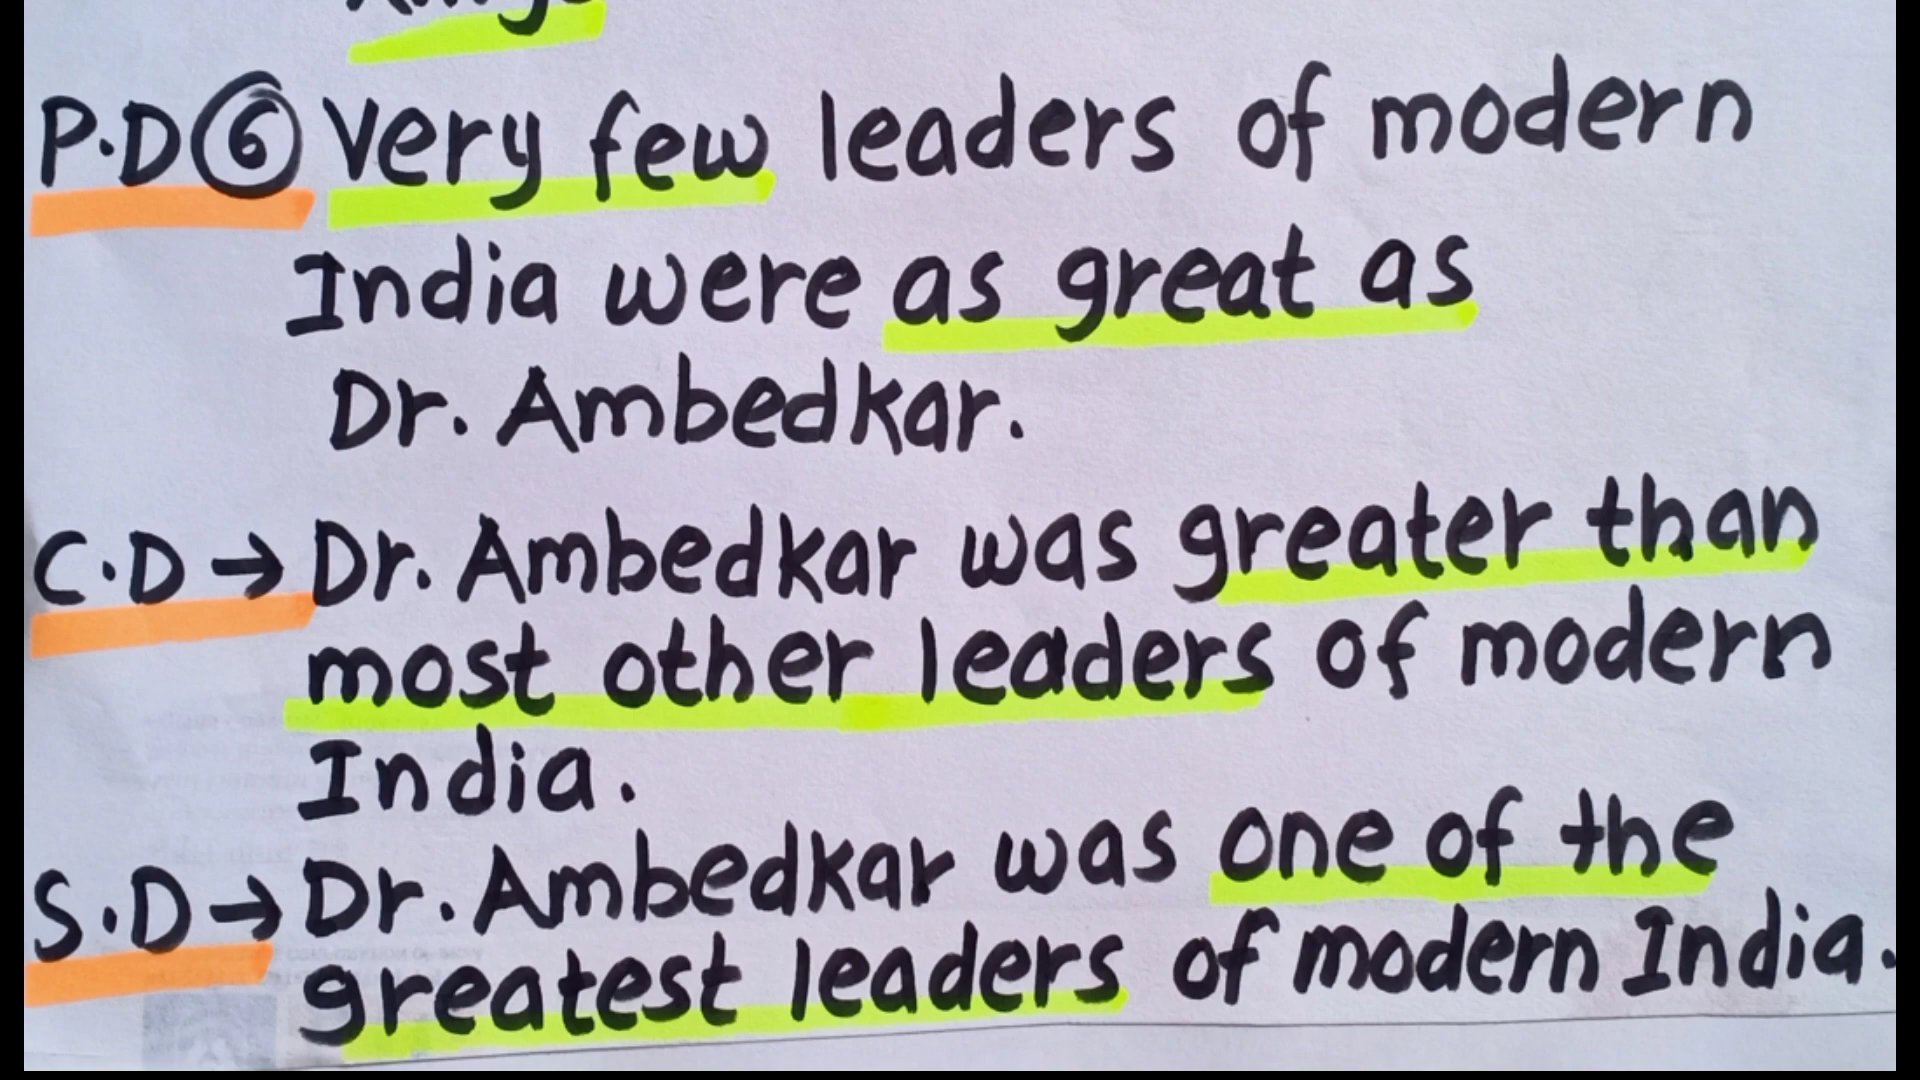 P.D ⑥ Very few leaders of modern
India were as great as
Dr. Ambedkar.
C.D → Dr. Ambedkar was greater than
most other leaders of modern
India.
S.D → Dr. Ambedkar was one of the
greatest leaders of modern India.